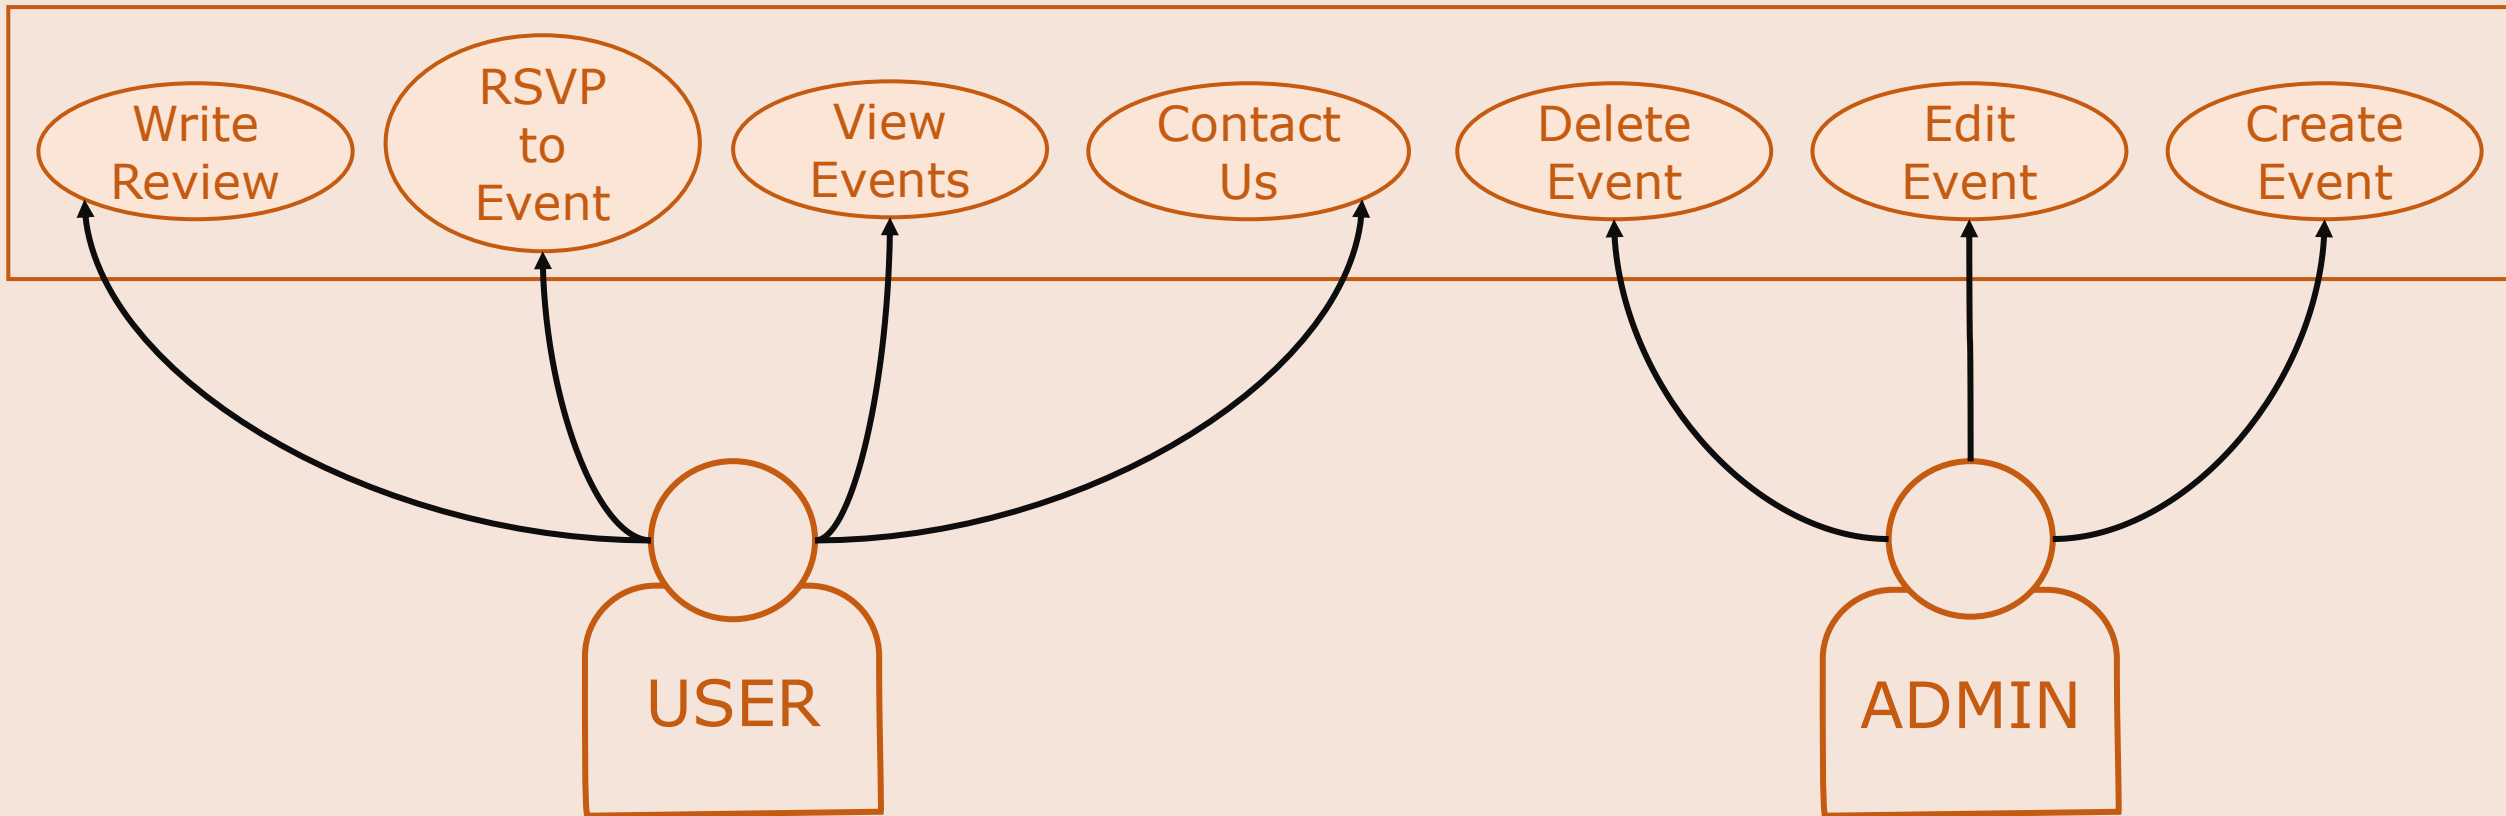 Write
Review
RSVP
to
Event
View
Events
Contact
Us
Delete
Event
Edit
Event
Create
Event
USER
ADMIN